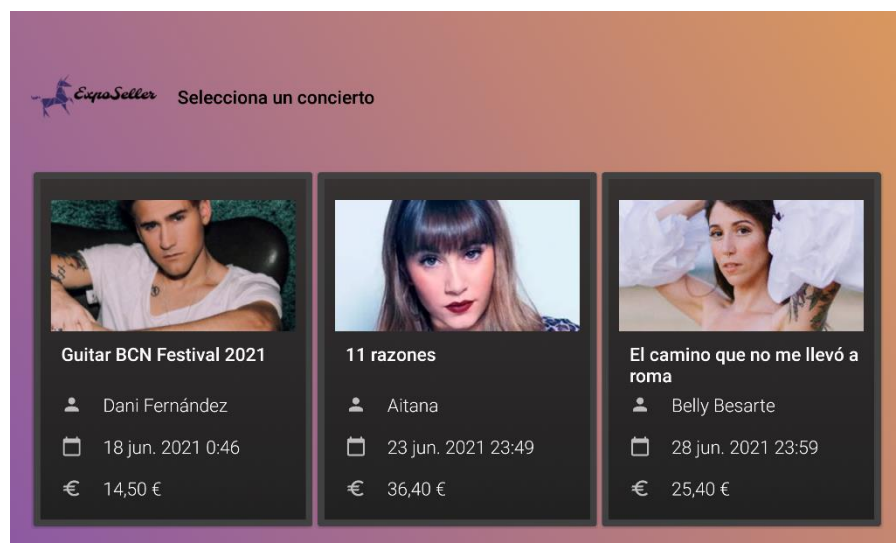 ExpoSeller
Selecciona un concierto
Guitar BCN Festival 2021
Dani Fernández
18 jun. 2021 0:46
€ 14,50 €
11 razones
Aitana
23 jun. 2021 23:49
€ 36,40 €
El camino que no me llevó a
roma
Belly Besarte
28 jun. 2021 23:59
€ 25,40 €